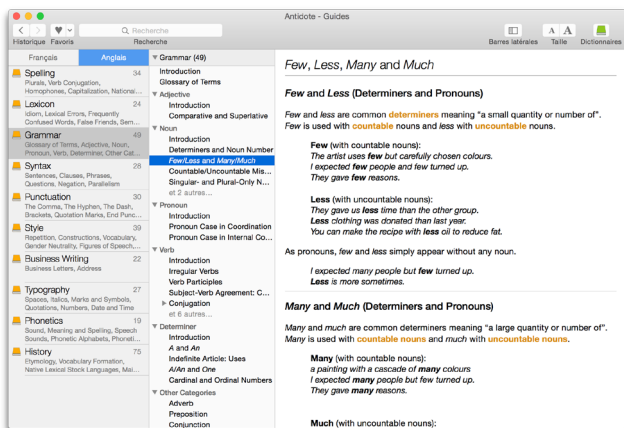 Antidote - Guides
Recherche
Historique Favoris
Recherche
Barres latérales
Taille
Dictionnaires
Français
Anglais
Spelling 34
Plurals, Verb Conjugation,
Homophones, Capitalization, National...
Lexicon 24
Idiom, Lexical Errors, Frequently
Confused Words, False Friends, Sem...
Grammar 49
Glossary of Terms, Adjective, Noun,
Pronoun, Verb, Determiner, Other Cat...
Syntax 28
Sentences, Clauses, Phrases,
Questions, Negation, Parallelism
Punctuation 30
The Comma, The Hyphen, The Dash,
Brackets, Quotation Marks, End Punc...
Style 39
Repetition, Constructions, Vocabulary,
Gender Neutrality, Figures of Speech,...
Business Writing 22
Business Letters, Address
Typography 27
Spaces, Italics, Marks and Symbols,
Quotations, Numbers, Date and Time
Phonetics 19
Sound, Meaning and Spelling, Speech
Sounds, Phonetic Alphabets, Phoneti...
History 75
Etymology, Vocabulary Formation,
Native Lexical Stock Languages, Mai...
Grammar (49)
Introduction
Glossary of Terms
Adjective
Introduction
Comparative and Superlative
Noun
Introduction
Determiners and Noun Number
Few/Less and Many/Much
Countable/Uncountable Mis...
Singular- and Plural-Only N...
et 2 autres...
Pronoun
Introduction
Pronoun Case in Coordination
Pronoun Case in Internal Co...
Verb
Introduction
Irregular Verbs
Verb Participles
Subject-Verb Agreement: C...
Conjugation
et 6 autres...
Determiner
Introduction
A and An
Indefinite Article: Uses
A/An and One
Cardinal and Ordinal Numbers
Other Categories
Adverb
Preposition
Conjunction
Few, Less, Many and Much
Few and Less (Determiners and Pronouns)
Few and less are common determiners meaning “a small quantity or number of”.
Few is used with countable nouns and less with uncountable nouns.
Few (with countable nouns):
The artist uses few but carefully chosen colours.
I expected few people and few turned up.
They gave few reasons.
Less (with uncountable nouns):
They gave us less time than the other group.
Less clothing was donated than last year.
You can make the recipe with less oil to reduce fat.
As pronouns, few and less simply appear without any noun.
I expected many people but few turned up.
Less is more sometimes.
Many and Much (Determiners and Pronouns)
Many and much are common determiners meaning “a large quantity or number of”.
Many is used with countable nouns and much with uncountable nouns.
Many (with countable nouns):
a painting with a cascade of many colours
I expected many people but few turned up.
They gave many reasons.
Much (with uncountable nouns):